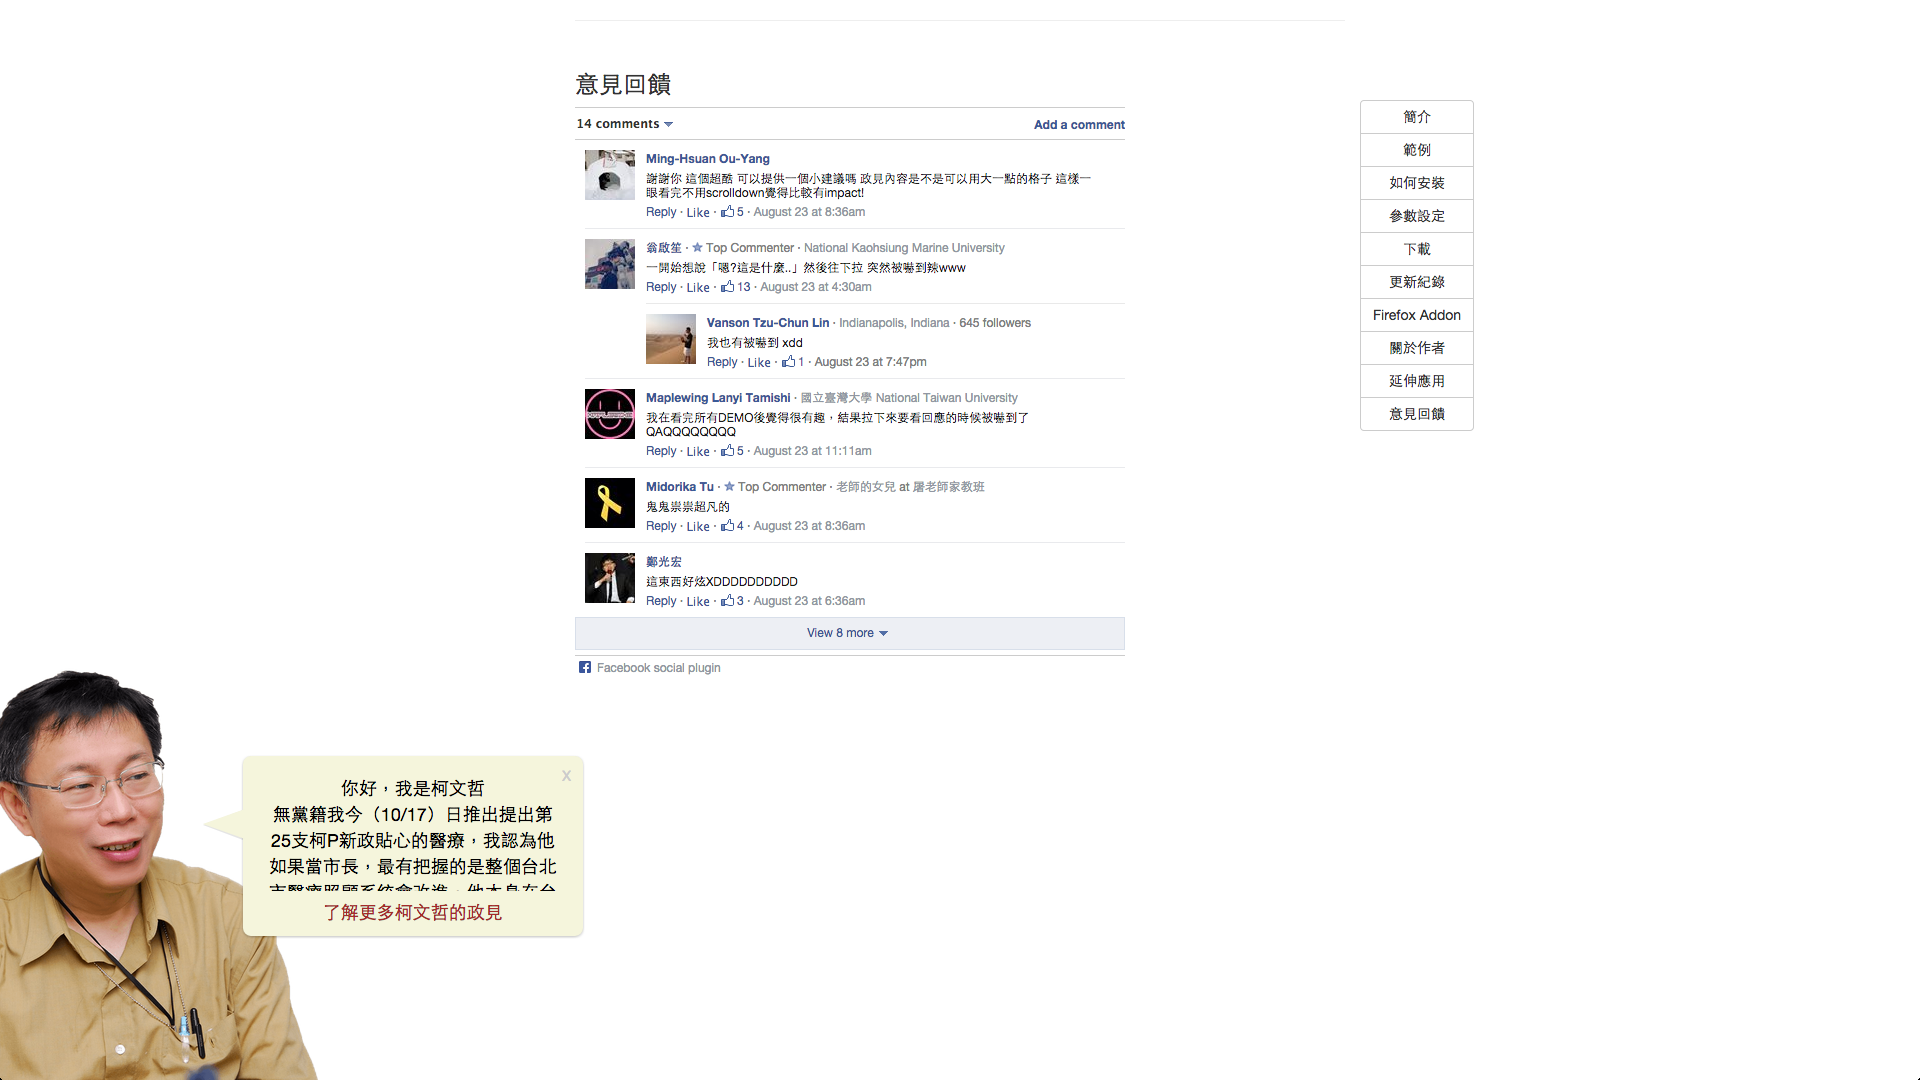 意見回饋
14 comments
Add a comment
Ming-Hsuan Ou-Yang
謝謝你 這個超酷 可以提供一個小建議嗎 政見內容是不是可以用大一點的格子 這樣一
眼看完不用scrolldown覺得比較有impact!
Reply · Like · 5 · August 23 at 8:36am
翁啟笙 · Top Commenter · National Kaohsiung Marine University
一開始想說「嗯?這是什麼..」然後往下拉 突然被嚇到辣www
Reply · Like · 13 · August 23 at 4:30am
Vanson Tzu-Chun Lin · Indianapolis, Indiana · 645 followers
我也有被嚇到 xdd
Reply · Like · 1 · August 23 at 7:47pm
Maplewing Lanyi Tamishi · 國立臺灣大學 National Taiwan University
我在看完所有DEMO後覺得很有趣，結果拉下來要看回應的時候被嚇到了
QAQQQQQQQQ
Reply · Like · 5 · August 23 at 11:11am
Midorika Tu · Top Commenter · 老師的女兒 at 屠老師家教班
鬼鬼祟祟超凡的
Reply · Like · 4 · August 23 at 8:36am
鄭光宏
這東西好炫XDDDDDDDDDD
Reply · Like · 3 · August 23 at 6:36am
View 8 more
Facebook social plugin
簡介
範例
如何安裝
參數設定
下載
更新紀錄
Firefox Addon
關於作者
延伸應用
意見回饋
X
你好，我是柯文哲
無黨籍我今（10/17）日推出提出第
25支柯P新政貼心的醫療，我認為他
如果當市長，最有把握的是整個台北
市醫療照顧系統會改進，他本身在台
了解更多柯文哲的政見